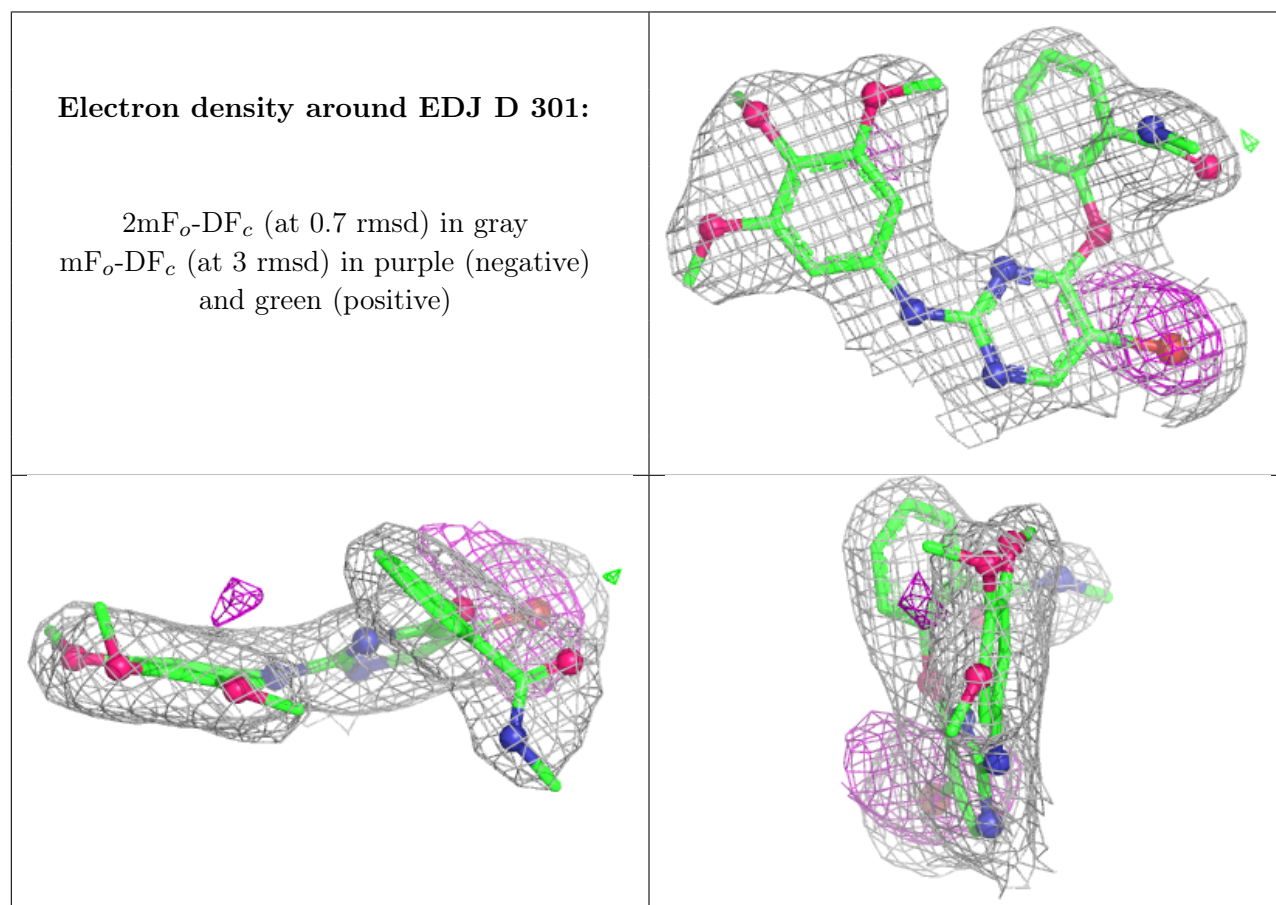 Electron density around EDJ D 301:
2mFo-DFc (at 0.7 rmsd) in gray
mFo-DFc (at 3 rmsd) in purple (negative)
and green (positive)